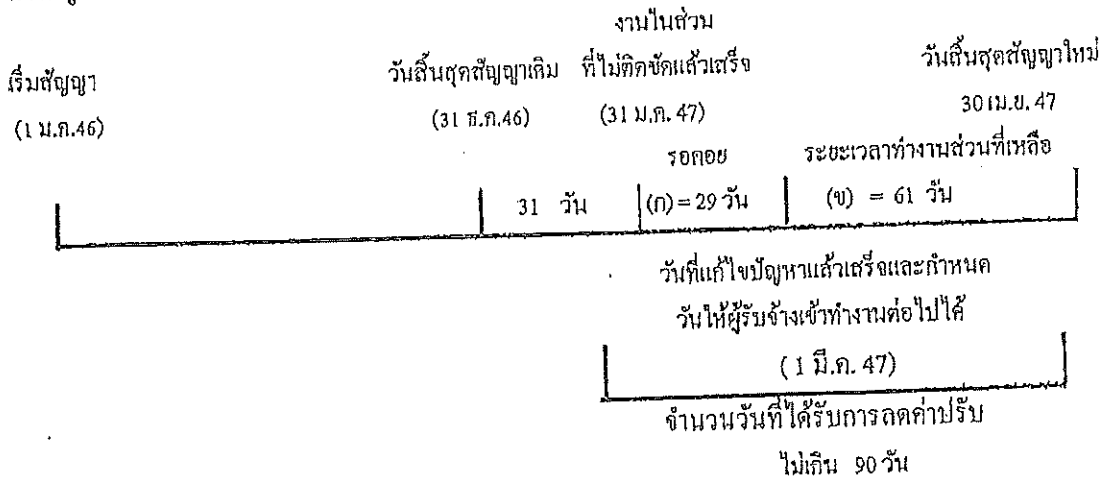 งานในส่วน
เริ่มสัญญา วันสิ้นสุดสัญญาเดิม ที่ไม่ติดขัดแล้วเสร็จ วันสิ้นสุดสัญญาใหม่
(1 ม.ค.46) (31 ธ.ค.46) (31 ม.ค. 47) 30 เม.ย. 47
รอคอย ระยะเวลาทำงานส่วนที่เหลือ
31 วัน (ก) = 29 วัน (ข) = 61 วัน
วันที่แก้ไขปัญหาแล้วเสร็จและกำหนด
วันให้ผู้รับจ้างเข้าทำงานต่อไปได้
( 1 มี.ค. 47)
จำนวนวันที่ได้รับการลดค่าปรับ
ไม่เกิน 90 วัน